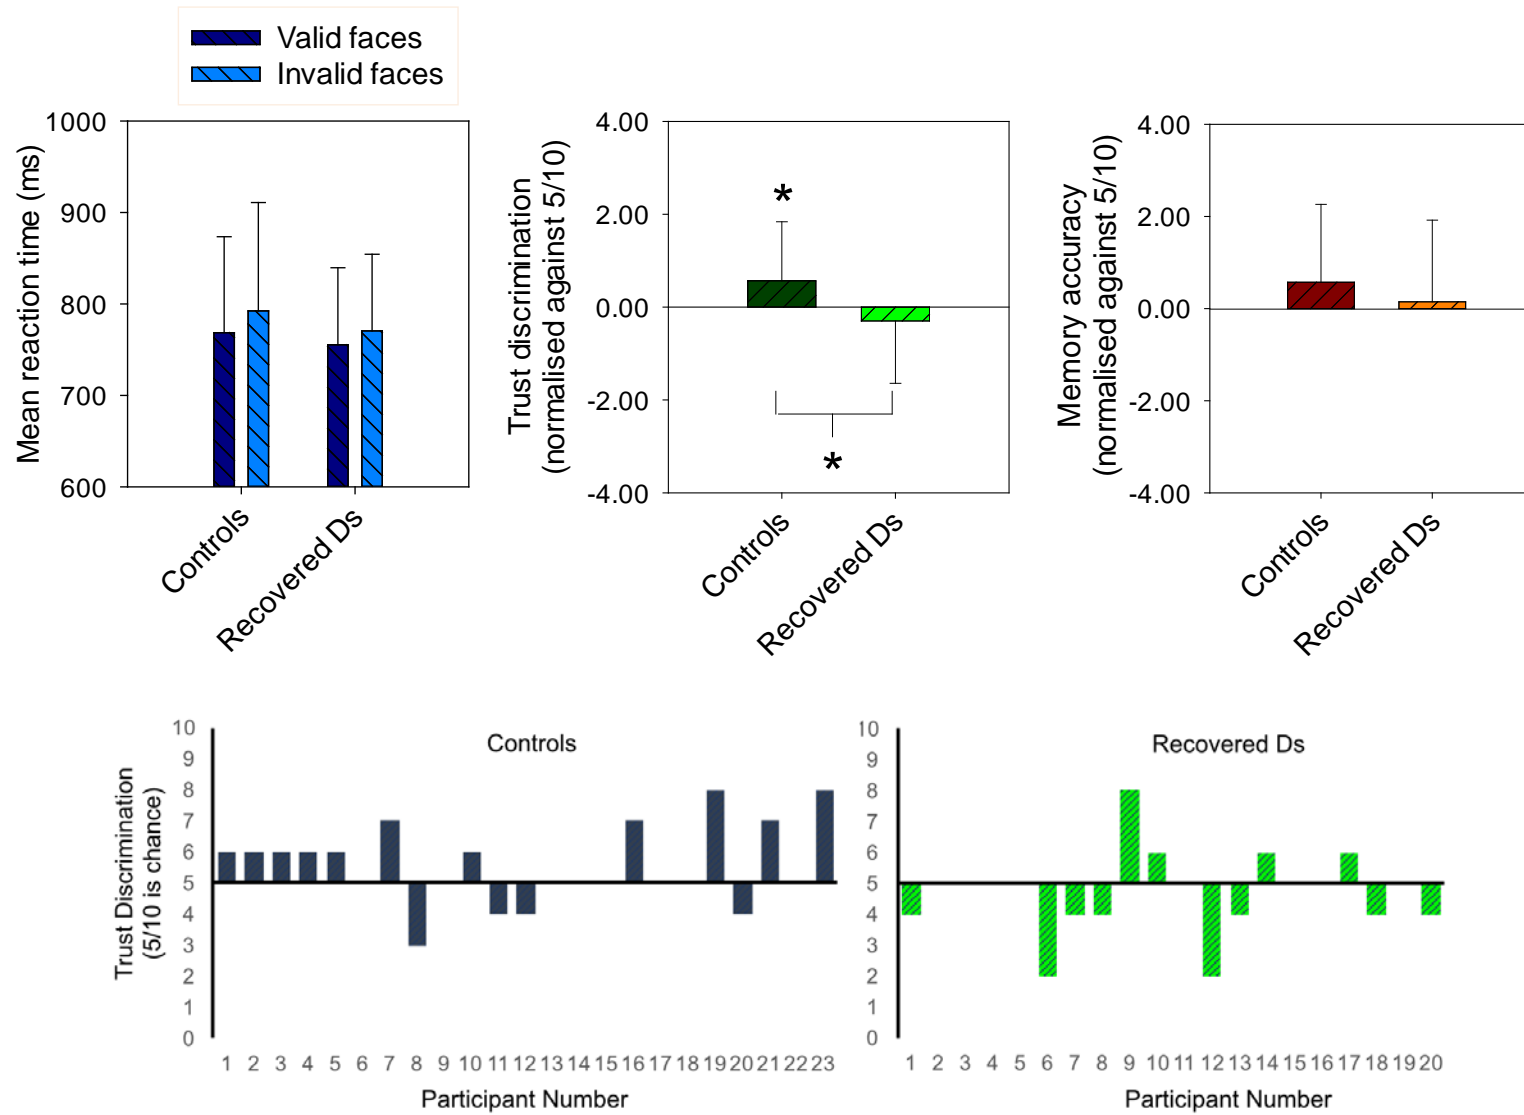 Valid faces
Invalid faces
Mean reaction time (ms)
1000
900
800
700
600
Controls
Recovered Ds
Trust discrimination
(normalised against 5/10)
4.00
2.00
0.00
-2.00
-4.00
*
*
Controls
Recovered Ds
Memory accuracy
(normalised against 5/10)
4.00
2.00
0.00
-2.00
-4.00
Controls
Recovered Ds
Trust Discrimination
(5/10 is chance)
Controls
10
9
8
7
6
5
4
3
2
1
0
1 2 3 4 5 6 7 8 9 10 11 12 13 14 15 16 17 18 19 20 21 22 23
Participant Number
Recovered Ds
10
9
8
7
6
5
4
3
2
1
0
1 2 3 4 5 6 7 8 9 10 11 12 13 14 15 16 17 18 19 20
Participant Number